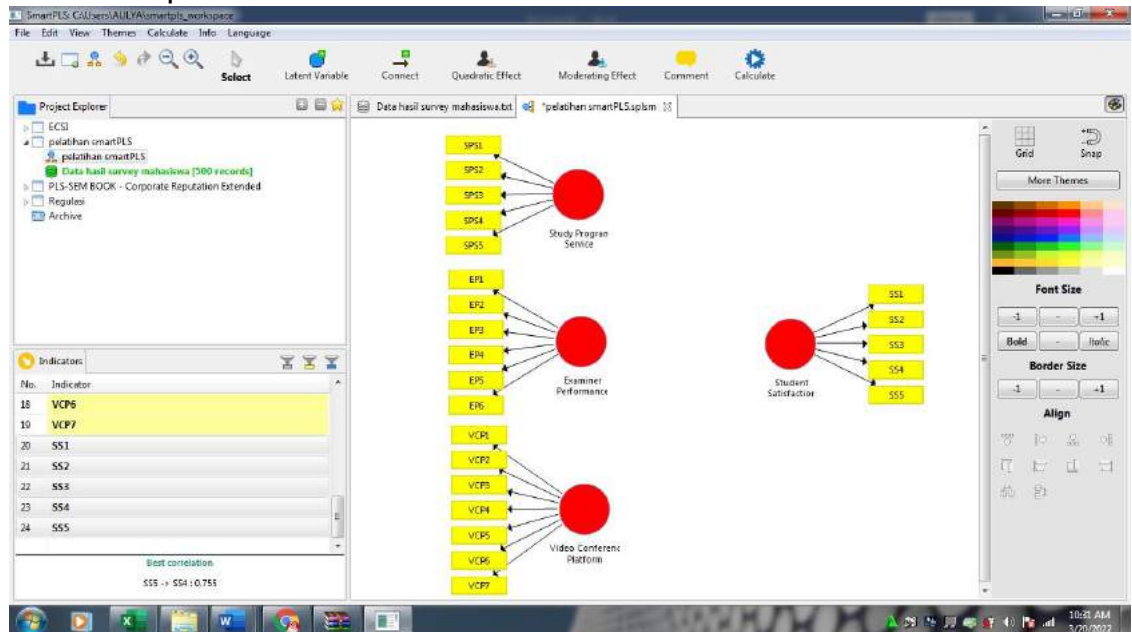 SmartPLS: C:\Users\AULYA\smartpls_workspace
File Edit View Themes Calculate Info Language
Select
Latent Variable
Connect
Quadratic Effect
Moderating Effect
Comment
Calculate
Project Explorer
ECSI
pelatihan smartPLS
pelatihan smartPLS
Data hasil survey mahasiswa [500 records]
PLS-SEM BOOK - Corporate Reputation Extended
Regulasi
Archive
Indicators
No. Indicator
18 VCP6
19 VCP7
20 SS1
21 SS2
22 SS3
23 SS4
24 SS5
Best correlation
SS5 -> SS4 : 0.755
Data hasil survey mahasiswa.txt
*pelatihan smartPLS.splsm
SPS1
SPS2
SPS3
SPS4
SPS5
Study Program
Service
EP1
EP2
EP3
EP4
EP5
EP6
Examiner
Performance
VCP1
VCP2
VCP3
VCP4
VCP5
VCP6
VCP7
Video Conferenc
Platform
SS1
SS2
SS3
SS4
SS5
Student
Satisfaction
Grid
Snap
More Themes
Font Size
-1 - +1
Bold - Italic
Border Size
-1 - +1
Align
10:31 AM
3/20/2022